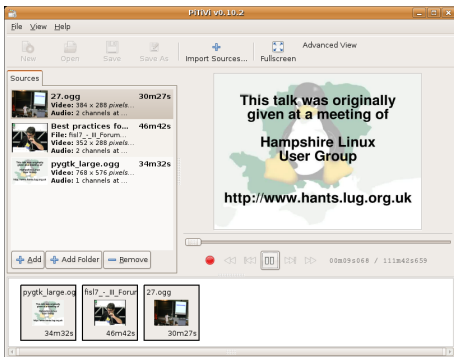 PiTiVi v0.10.2
File View Help
New Open Save Save As Import Sources... Fullscreen Advanced View
Sources
27.ogg 30m27s
Video: 384 x 288 pixels...
Audio: 2 channels at ...
Best practices fo... 46m42s
File: fisl7_-_III_Forum...
Video: 352 x 288 pixels...
Audio: 2 channels at ...
pygtk_large.ogg 34m32s
Video: 768 x 576 pixels...
Audio: 1 channels at ...
Add Add Folder Remove
This talk was originally
given at a meeting of
Hampshire Linux
User Group
http://www.hants.lug.org.uk
00m09s068 / 111m42s659
pygtk_large.og fisl7_-_III_Forur 27.ogg
34m32s 46m42s 30m27s